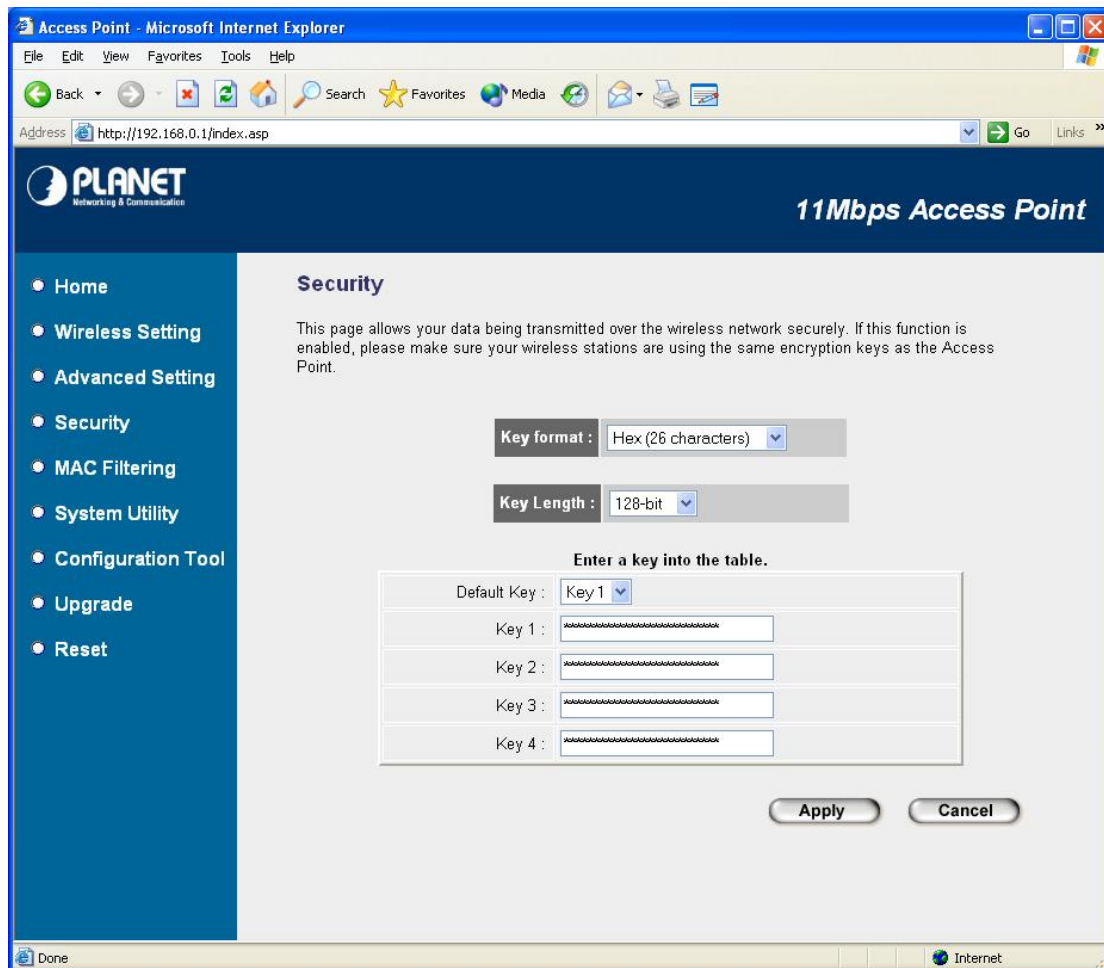 Access Point - Microsoft Internet Explorer
File Edit View Favorites Tools Help
Back Search Favorites Media
Address http://192.168.0.1/index.asp Go Links »
PLANET
Networking & Communication
11Mbps Access Point
Home
Wireless Setting
Advanced Setting
Security
MAC Filtering
System Utility
Configuration Tool
Upgrade
Reset
Security
This page allows your data being transmitted over the wireless network securely. If this function is
enabled, please make sure your wireless stations are using the same encryption keys as the Access
Point.
Key format : Hex (26 characters)
Key Length : 128-bit
Enter a key into the table.
Default Key : Key 1
Key 1 : **************************
Key 2 : **************************
Key 3 : **************************
Key 4 : **************************
Apply Cancel
Done Internet